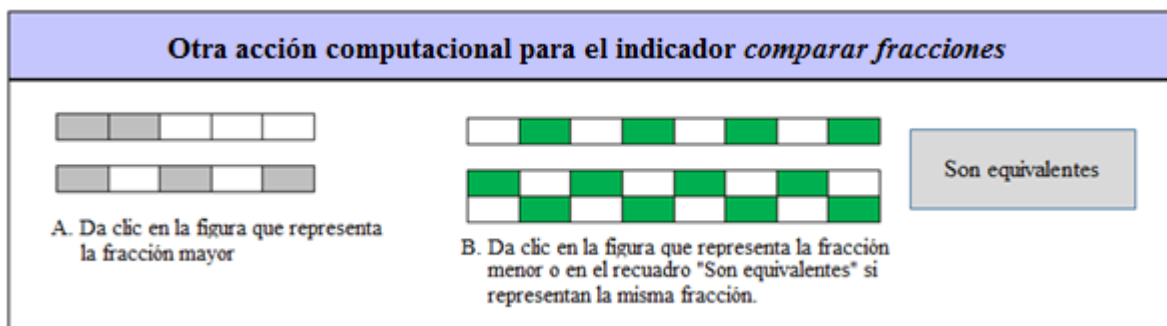 Otra acción computacional para el indicador comparar fracciones
A. Da clic en la figura que representa
la fracción mayor
B. Da clic en la figura que representa la fracción
menor o en el recuadro "Son equivalentes" si
representan la misma fracción.
Son equivalentes